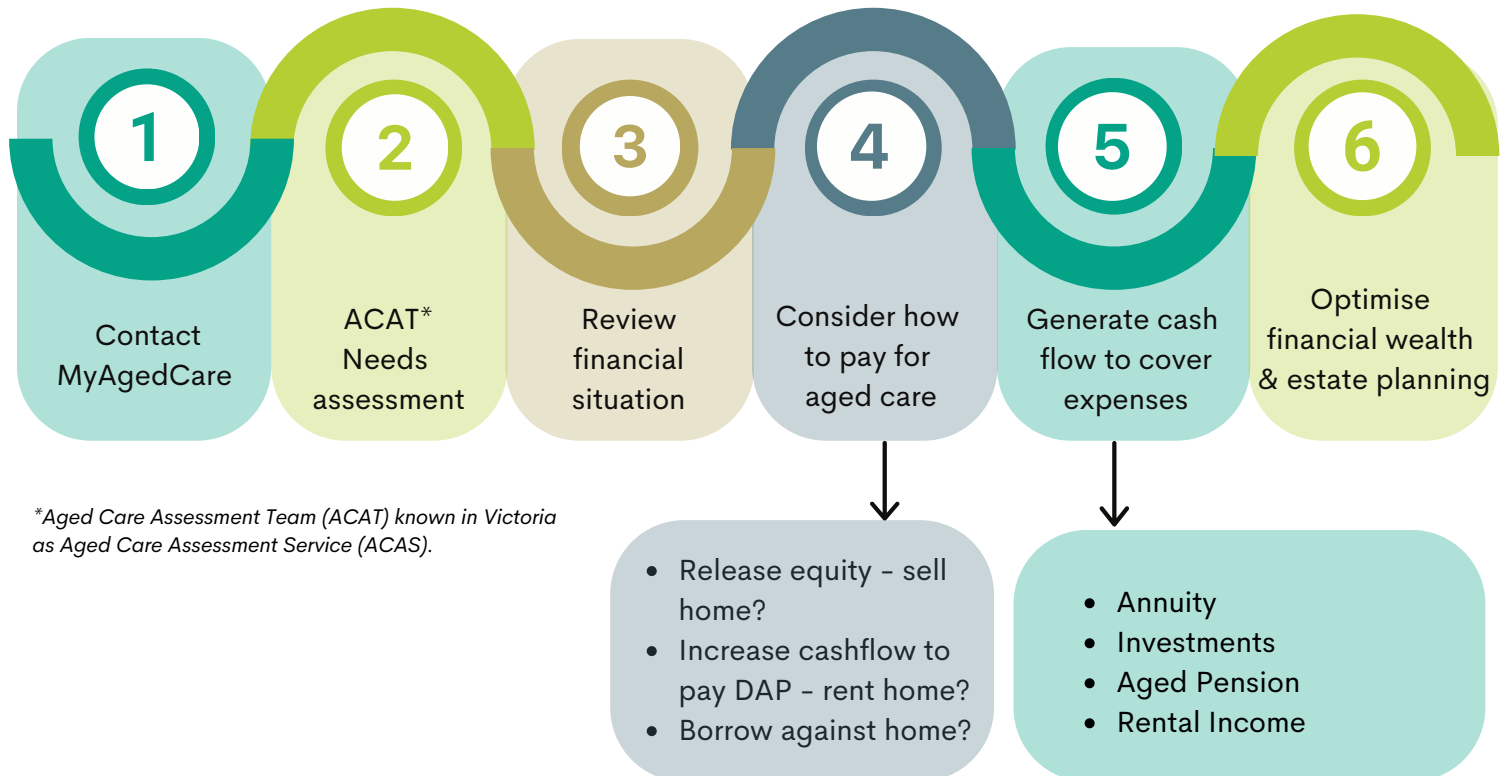 1
Contact
MyAgedCare
2
ACAT*
Needs
assessment
3
Review
financial
situation
4
Consider how
to pay for
aged care
5
Generate cash
flow to cover
expenses
6
Optimise
financial wealth
& estate planning
*Aged Care Assessment Team (ACAT) known in Victoria
as Aged Care Assessment Service (ACAS).
• Release equity - sell
home?
• Increase cashflow to
pay DAP - rent home?
• Borrow against home?
• Annuity
• Investments
• Aged Pension
• Rental Income